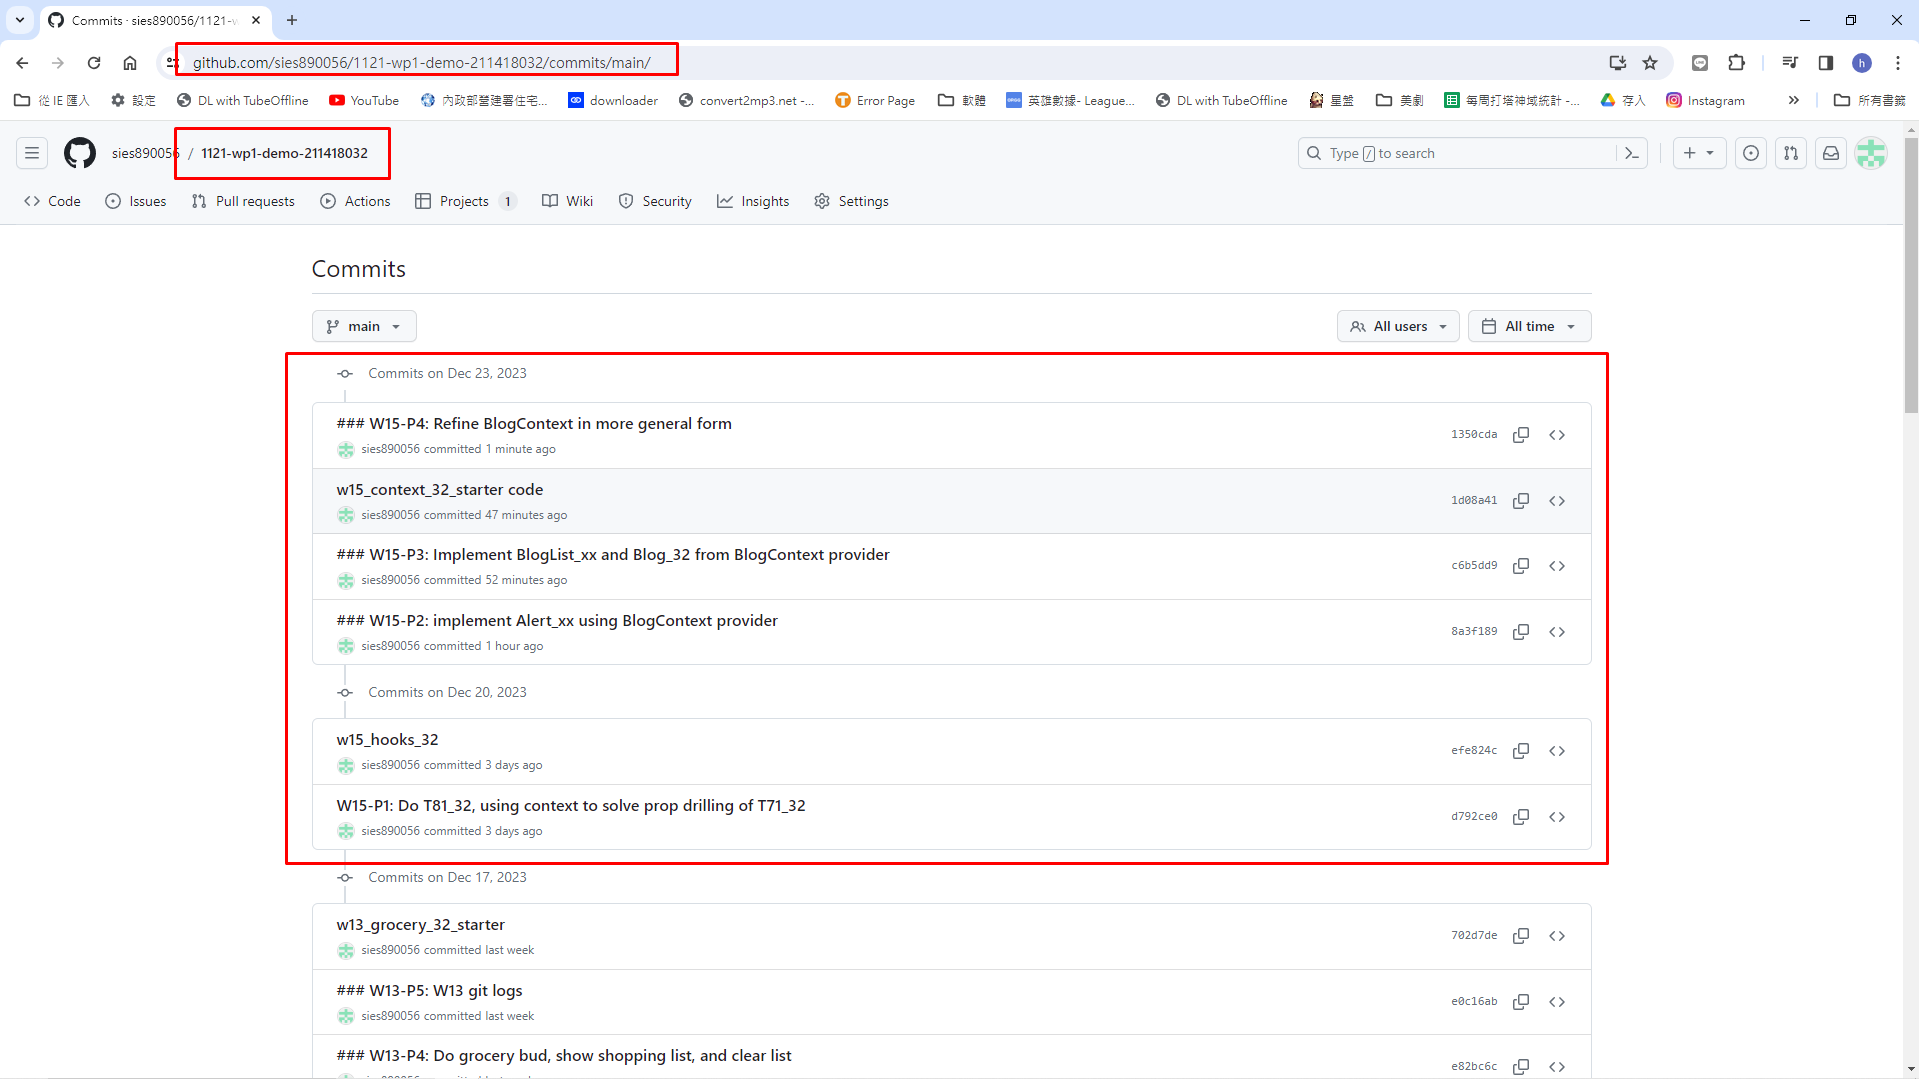 Commits · sies890056/1121-w
github.com/sies890056/1121-wp1-demo-211418032/commits/main/
h
從 IE 匯入
設定
DL with TubeOffline
YouTube
內政部營建署住宅...
downloader
convert2mp3.net -...
Error Page
軟體
英雄數據- League...
DL with TubeOffline
星盤
美劇
每周打塔神域統計 -...
存入
Instagram
所有書籤
sies890056 / 1121-wp1-demo-211418032
Type / to search
Code
Issues
Pull requests
Actions
Projects 1
Wiki
Security
Insights
Settings
Commits
main
All users
All time
Commits on Dec 23, 2023
### W15-P4: Refine BlogContext in more general form
sies890056 committed 1 minute ago
1350cda
w15_context_32_starter code
sies890056 committed 47 minutes ago
1d08a41
### W15-P3: Implement BlogList_xx and Blog_32 from BlogContext provider
sies890056 committed 52 minutes ago
c6b5dd9
### W15-P2: implement Alert_xx using BlogContext provider
sies890056 committed 1 hour ago
8a3f189
Commits on Dec 20, 2023
w15_hooks_32
sies890056 committed 3 days ago
efe824c
W15-P1: Do T81_32, using context to solve prop drilling of T71_32
sies890056 committed 3 days ago
d792ce0
Commits on Dec 17, 2023
w13_grocery_32_starter
sies890056 committed last week
702d7de
### W13-P5: W13 git logs
sies890056 committed last week
e0c16ab
### W13-P4: Do grocery bud, show shopping list, and clear list
e82bc6c